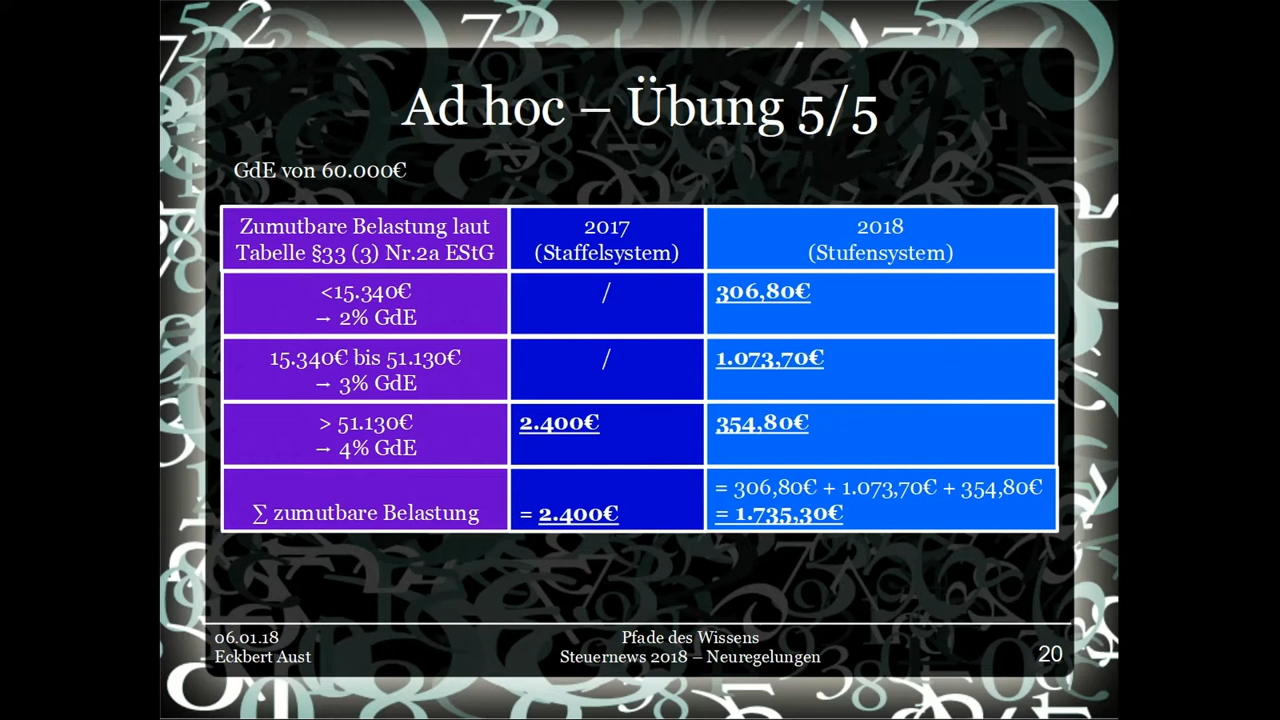 Ad hoc – Übung 5/5
GdE von 60.000€
Zumutbare Belastung laut
Tabelle §33 (3) Nr.2a EStG
2017
(Staffelsystem)
2018
(Stufensystem)
<15.340€
→ 2% GdE
/
306,80€
15.340€ bis 51.130€
→ 3% GdE
/
1.073,70€
> 51.130€
→ 4% GdE
2.400€
354,80€
∑ zumutbare Belastung
= 2.400€
= 306,80€ + 1.073,70€ + 354,80€
= 1.735,30€
06.01.18
Eckbert Aust
Pfade des Wissens
Steuernews 2018 – Neuregelungen
20